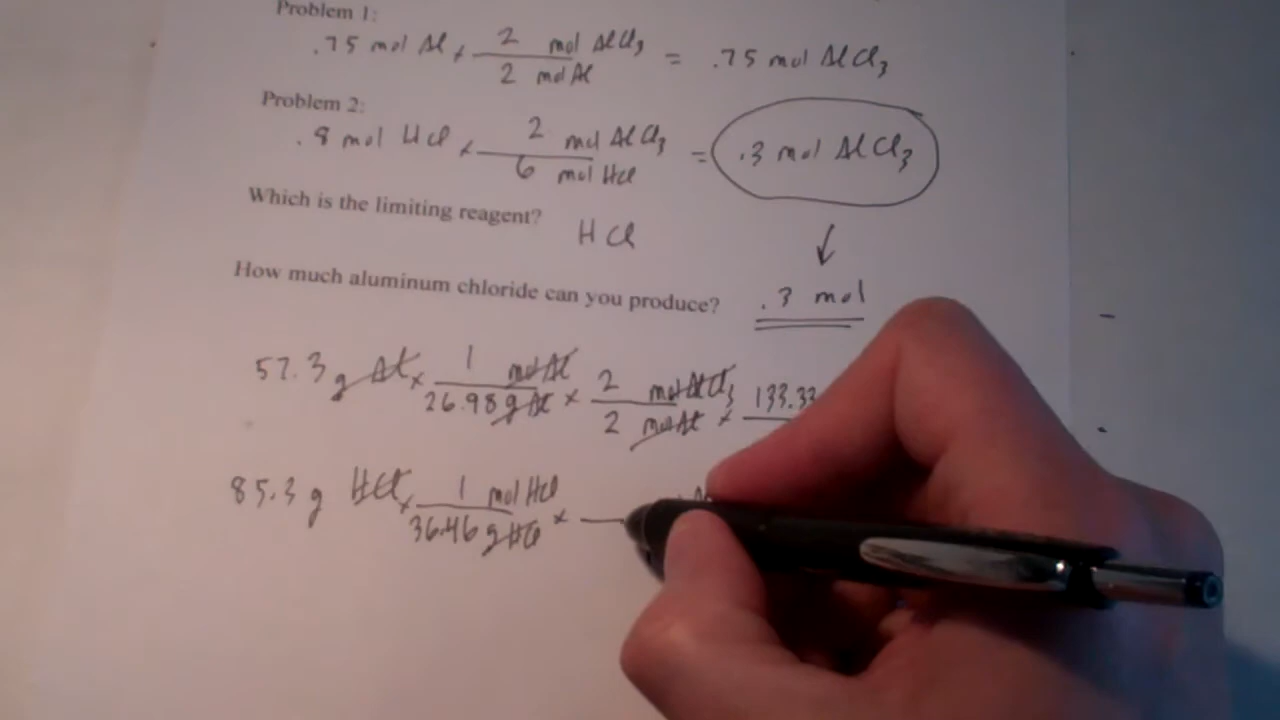 Problem 1:
.75 mol Al x 2 mol AlCl3 / 2 mol Al = .75 mol AlCl3
Problem 2:
.8 mol HCl x 2 mol AlCl3 / 6 mol HCl = .3 mol AlCl3
Which is the limiting reagent? HCl
How much aluminum chloride can you produce? .3 mol
57.3 g Al x 1 mol Al / 26.98 g Al x 2 mol AlCl3 / 2 mol Al x 133.33
85.3 g HCl x 1 mol HCl / 36.46 g HCl x